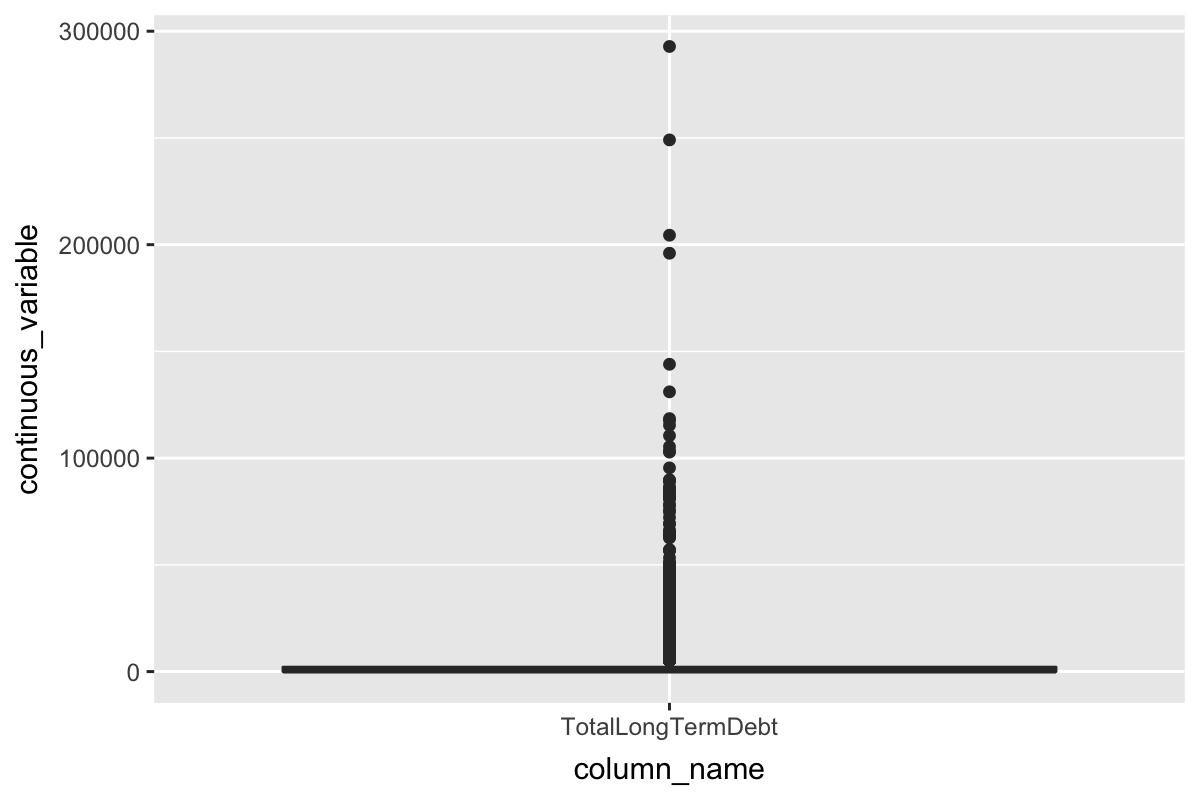 300000
200000
100000
0
continuous_variable
TotalLongTermDebt
column_name